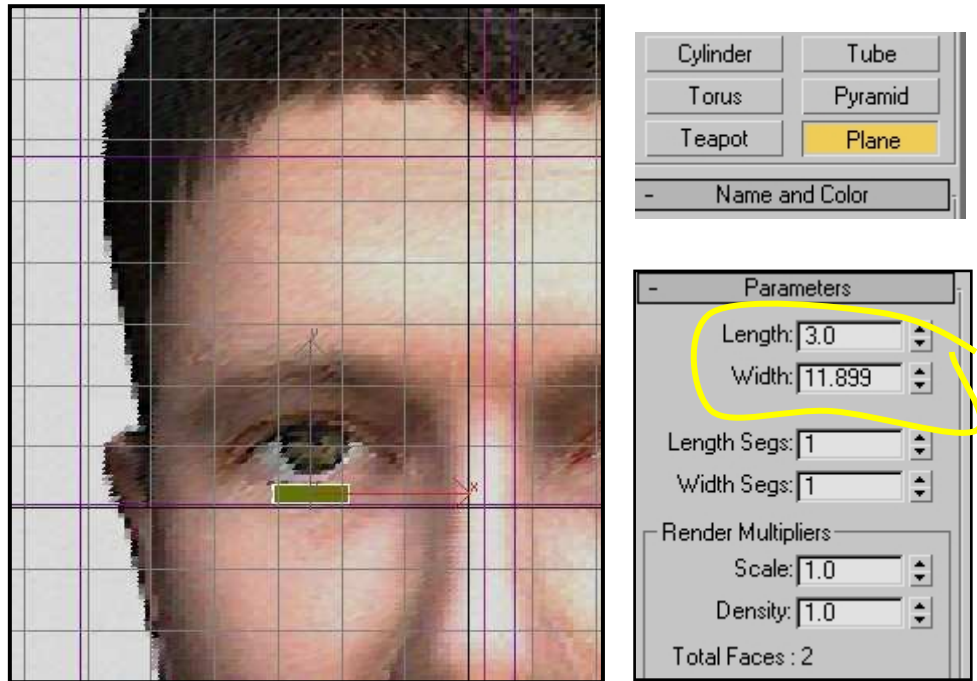 Cylinder Tube
Torus Pyramid
Teapot Plane
- Name and Color
- Parameters
Length: 3.0
Width: 11.899
Length Segs: 1
Width Segs: 1
Render Multipliers
Scale: 1.0
Density: 1.0
Total Faces : 2
y
x